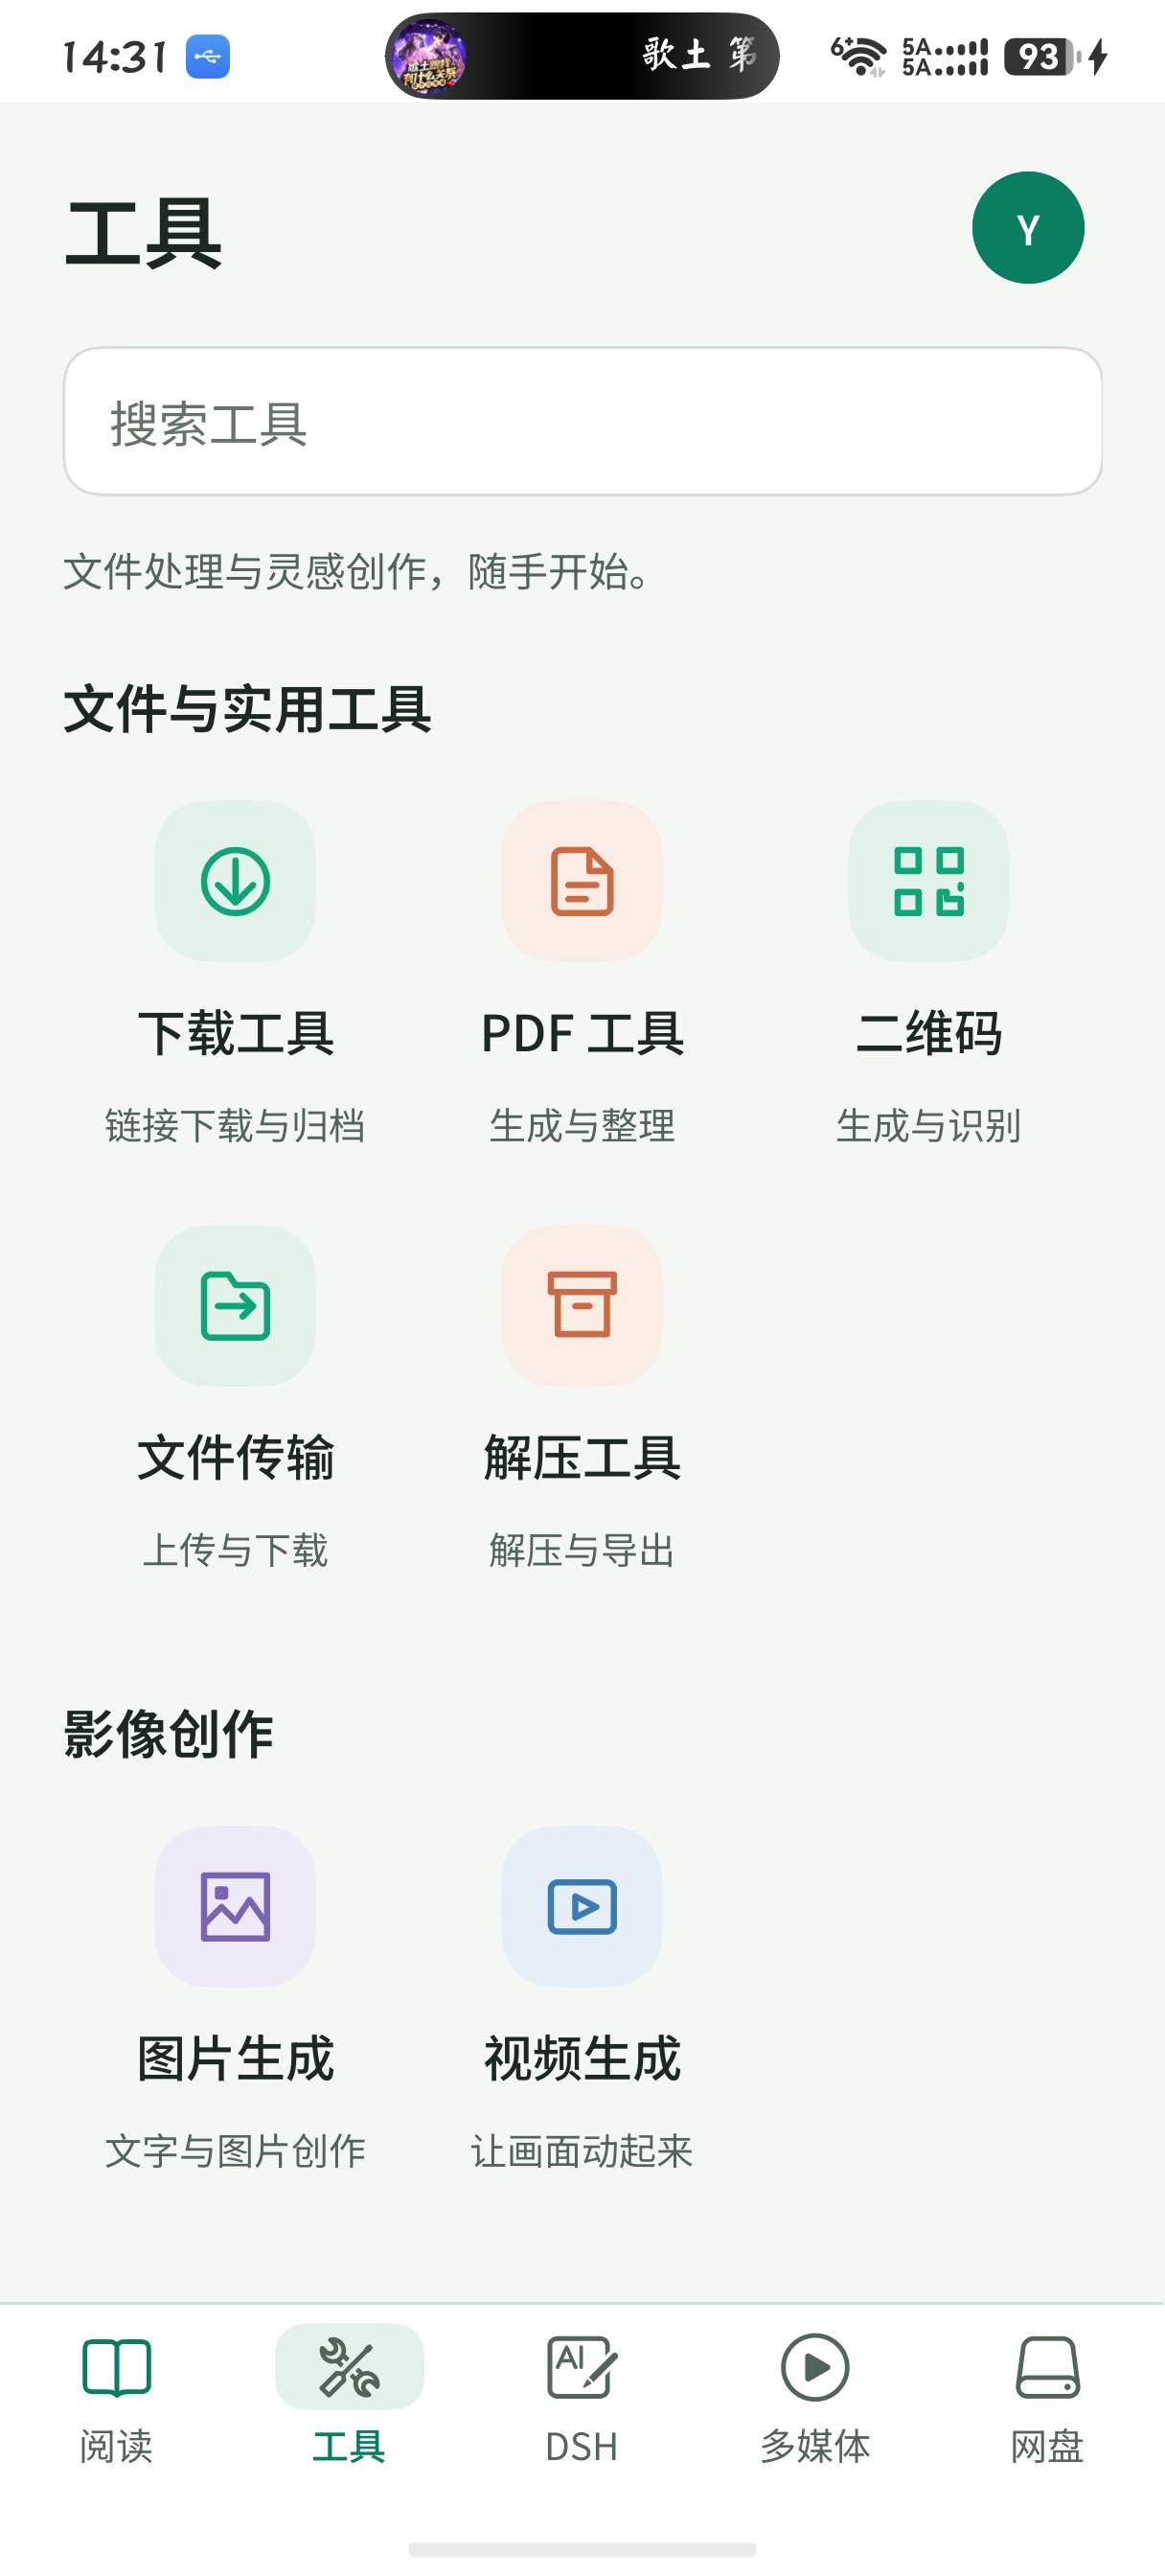 14:31
歌土 第
6+
5A
5A
93
工具
Y
搜索工具
文件处理与灵感创作，随手开始。
文件与实用工具
下载工具
PDF 工具
二维码
链接下载与归档
生成与整理
生成与识别
文件传输
解压工具
上传与下载
解压与导出
影像创作
图片生成
视频生成
文字与图片创作
让画面动起来
AI
阅读
工具
DSH
多媒体
网盘